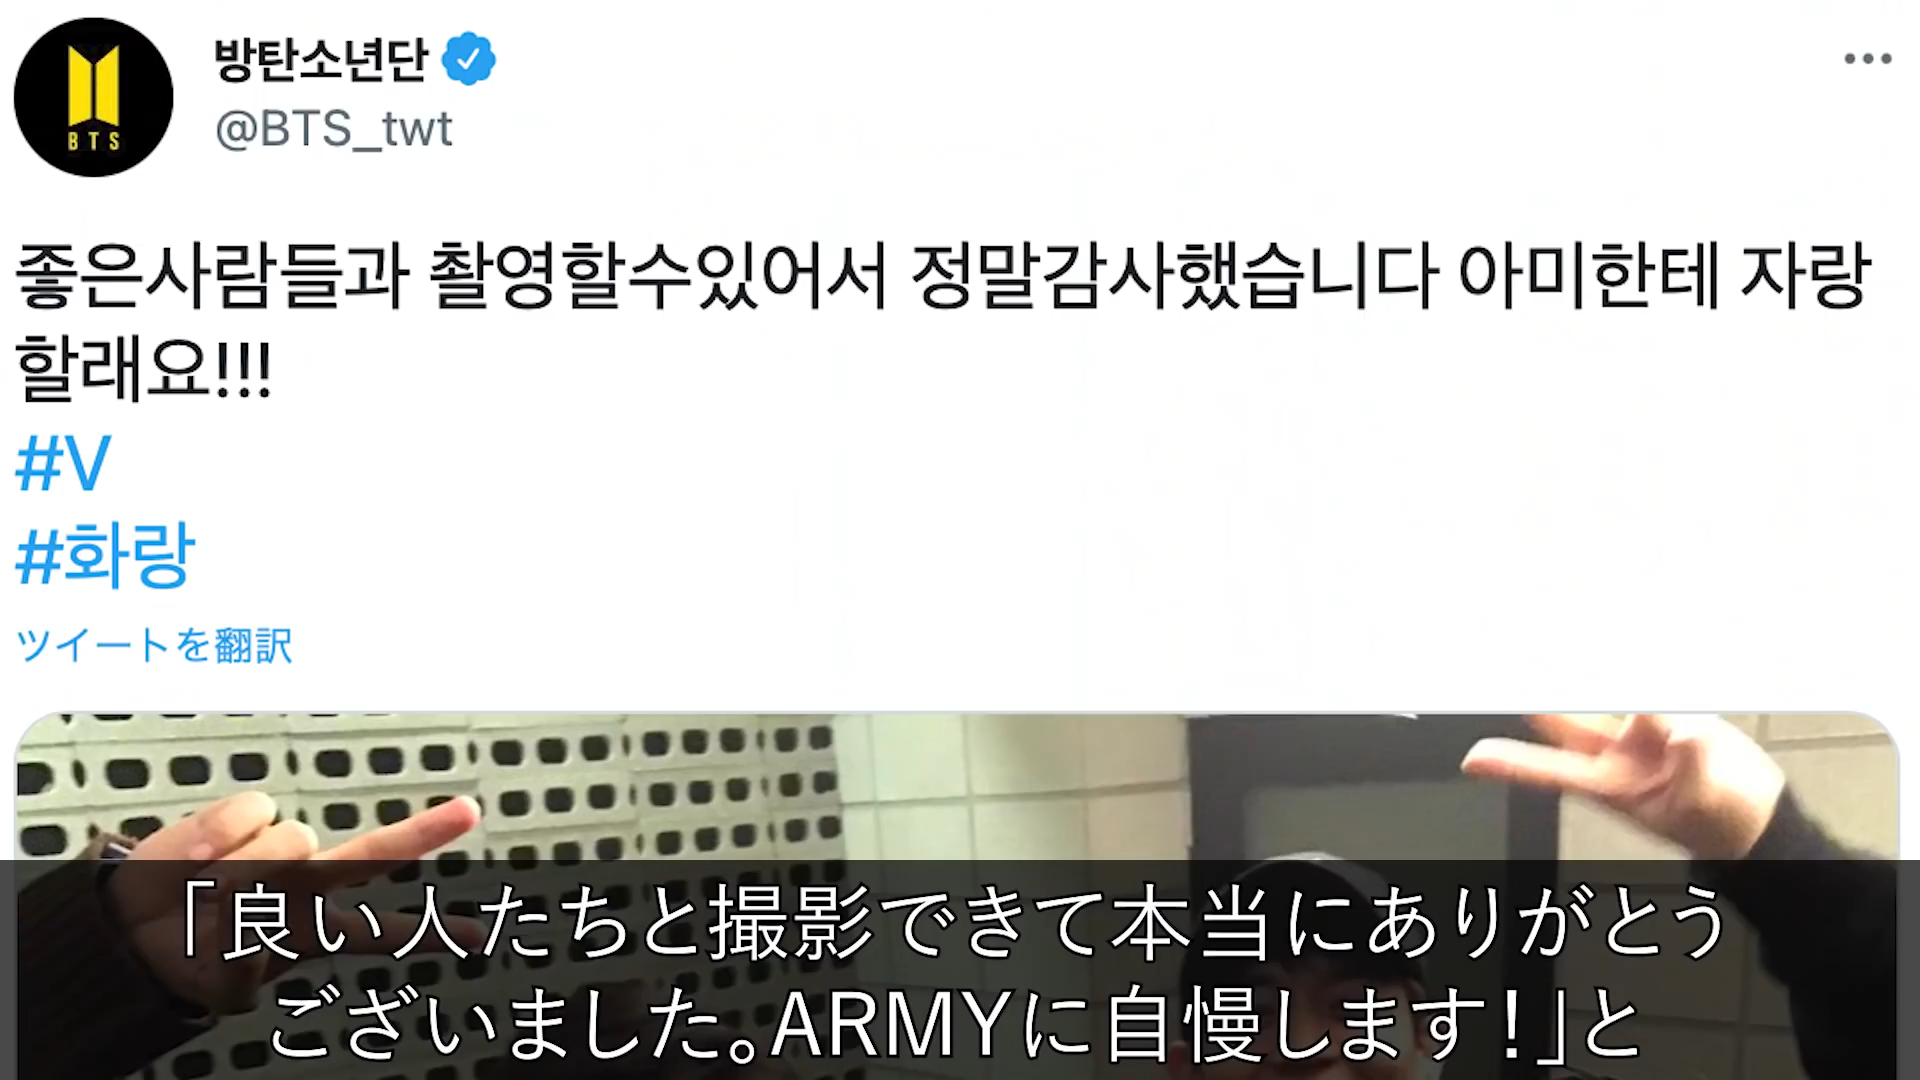 BTS
방탄소년단
@BTS_twt
좋은사람들과 촬영할수있어서 정말감사했습니다 아미한테 자랑
할래요!!!
#V
#화랑
ツイートを翻訳
「良い人たちと撮影できて本当にありがとう
ございました。ARMYに自慢します！」と